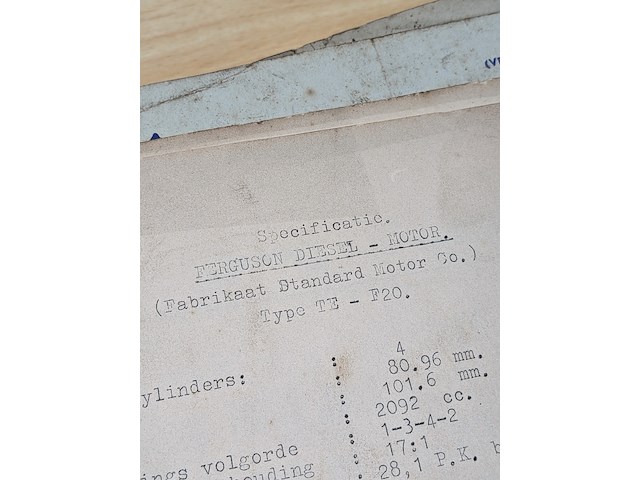 Specificatie.
FERGUSON DIESEL - MOTOR.
(Fabrikaat Standard Motor Co.)
Type TE - F20.
ylinders: : 4
: 80.96 mm.
: 101.6 mm.
: 2092 cc.
ings volgorde : 1-3-4-2
ouding : 17:1
: 28,1 P.K. b